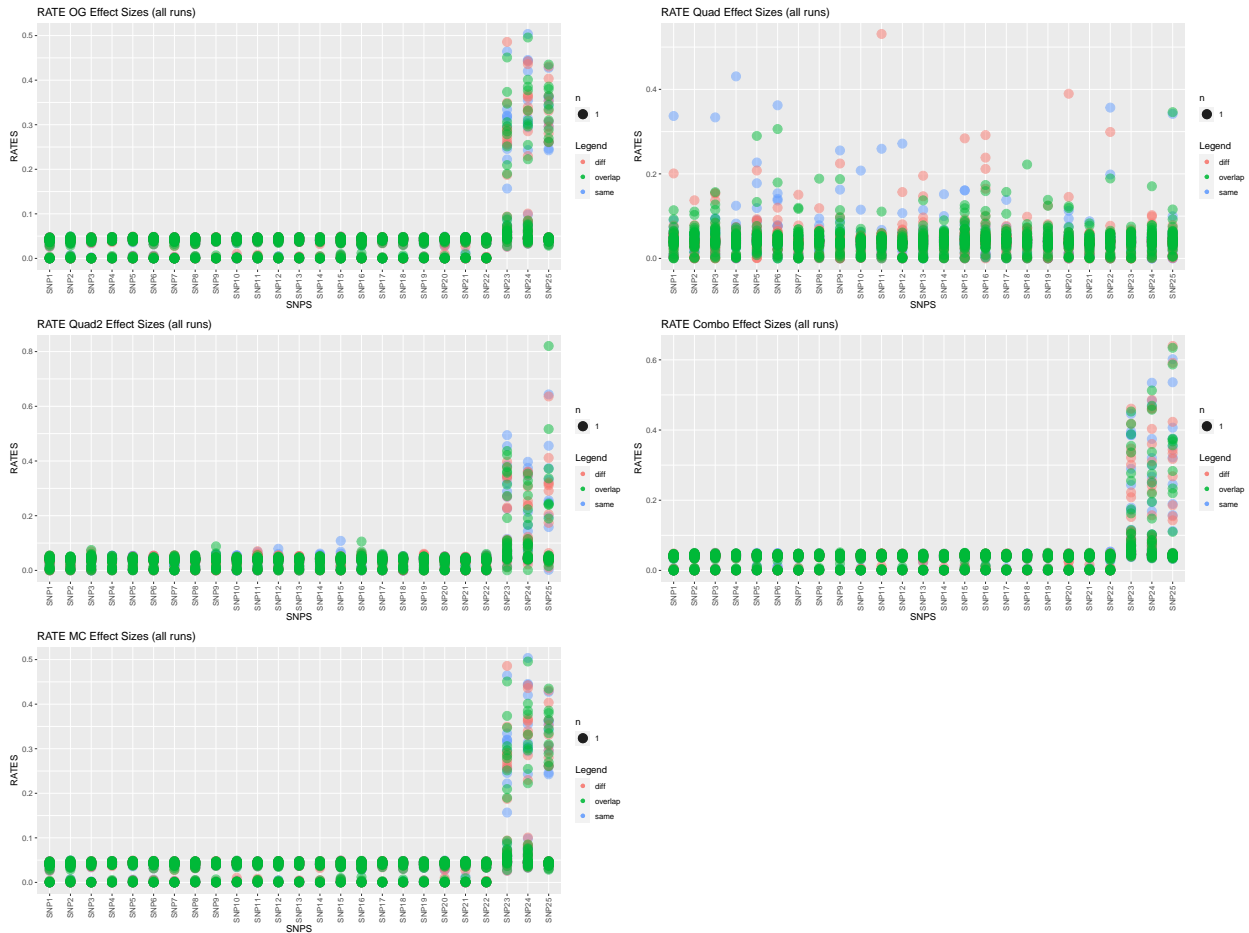 RATE OG Effect Sizes (all runs)
RATES
0.5
0.4
0.3
0.2
0.1
0.0
SNP1 SNP2 SNP3 SNP4 SNP5 SNP6 SNP7 SNP8 SNP9 SNP10 SNP11 SNP12 SNP13 SNP14 SNP15 SNP16 SNP17 SNP18 SNP19 SNP20 SNP21 SNP22 SNP23 SNP24 SNP25
SNPS
n
1
Legend
diff
overlap
same
RATE Quad Effect Sizes (all runs)
RATES
0.4
0.2
0.0
SNP1 SNP2 SNP3 SNP4 SNP5 SNP6 SNP7 SNP8 SNP9 SNP10 SNP11 SNP12 SNP13 SNP14 SNP15 SNP16 SNP17 SNP18 SNP19 SNP20 SNP21 SNP22 SNP23 SNP24 SNP25
SNPS
n
1
Legend
diff
overlap
same
RATE Quad2 Effect Sizes (all runs)
RATES
0.8
0.6
0.4
0.2
0.0
SNP1 SNP2 SNP3 SNP4 SNP5 SNP6 SNP7 SNP8 SNP9 SNP10 SNP11 SNP12 SNP13 SNP14 SNP15 SNP16 SNP17 SNP18 SNP19 SNP20 SNP21 SNP22 SNP23 SNP24 SNP25
SNPS
n
1
Legend
diff
overlap
same
RATE Combo Effect Sizes (all runs)
RATES
0.6
0.4
0.2
0.0
SNP1 SNP2 SNP3 SNP4 SNP5 SNP6 SNP7 SNP8 SNP9 SNP10 SNP11 SNP12 SNP13 SNP14 SNP15 SNP16 SNP17 SNP18 SNP19 SNP20 SNP21 SNP22 SNP23 SNP24 SNP25
SNPS
n
1
Legend
diff
overlap
same
RATE MC Effect Sizes (all runs)
RATES
0.5
0.4
0.3
0.2
0.1
0.0
SNP1 SNP2 SNP3 SNP4 SNP5 SNP6 SNP7 SNP8 SNP9 SNP10 SNP11 SNP12 SNP13 SNP14 SNP15 SNP16 SNP17 SNP18 SNP19 SNP20 SNP21 SNP22 SNP23 SNP24 SNP25
SNPS
n
1
Legend
diff
overlap
same